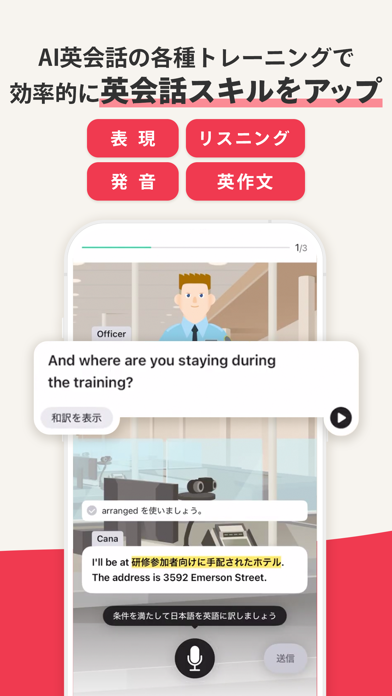 AI英会話の各種トレーニングで
効率的に英会話スキルをアップ
表 現
リスニング
発 音
英作文
1/3
Officer
And where are you staying during
the training?
和訳を表示
arranged を使いましょう。
Cana
I'll be at 研修参加者向けに手配されたホテル.
The address is 3592 Emerson Street.
条件を満たして日本語を英語に訳しましょう
送信